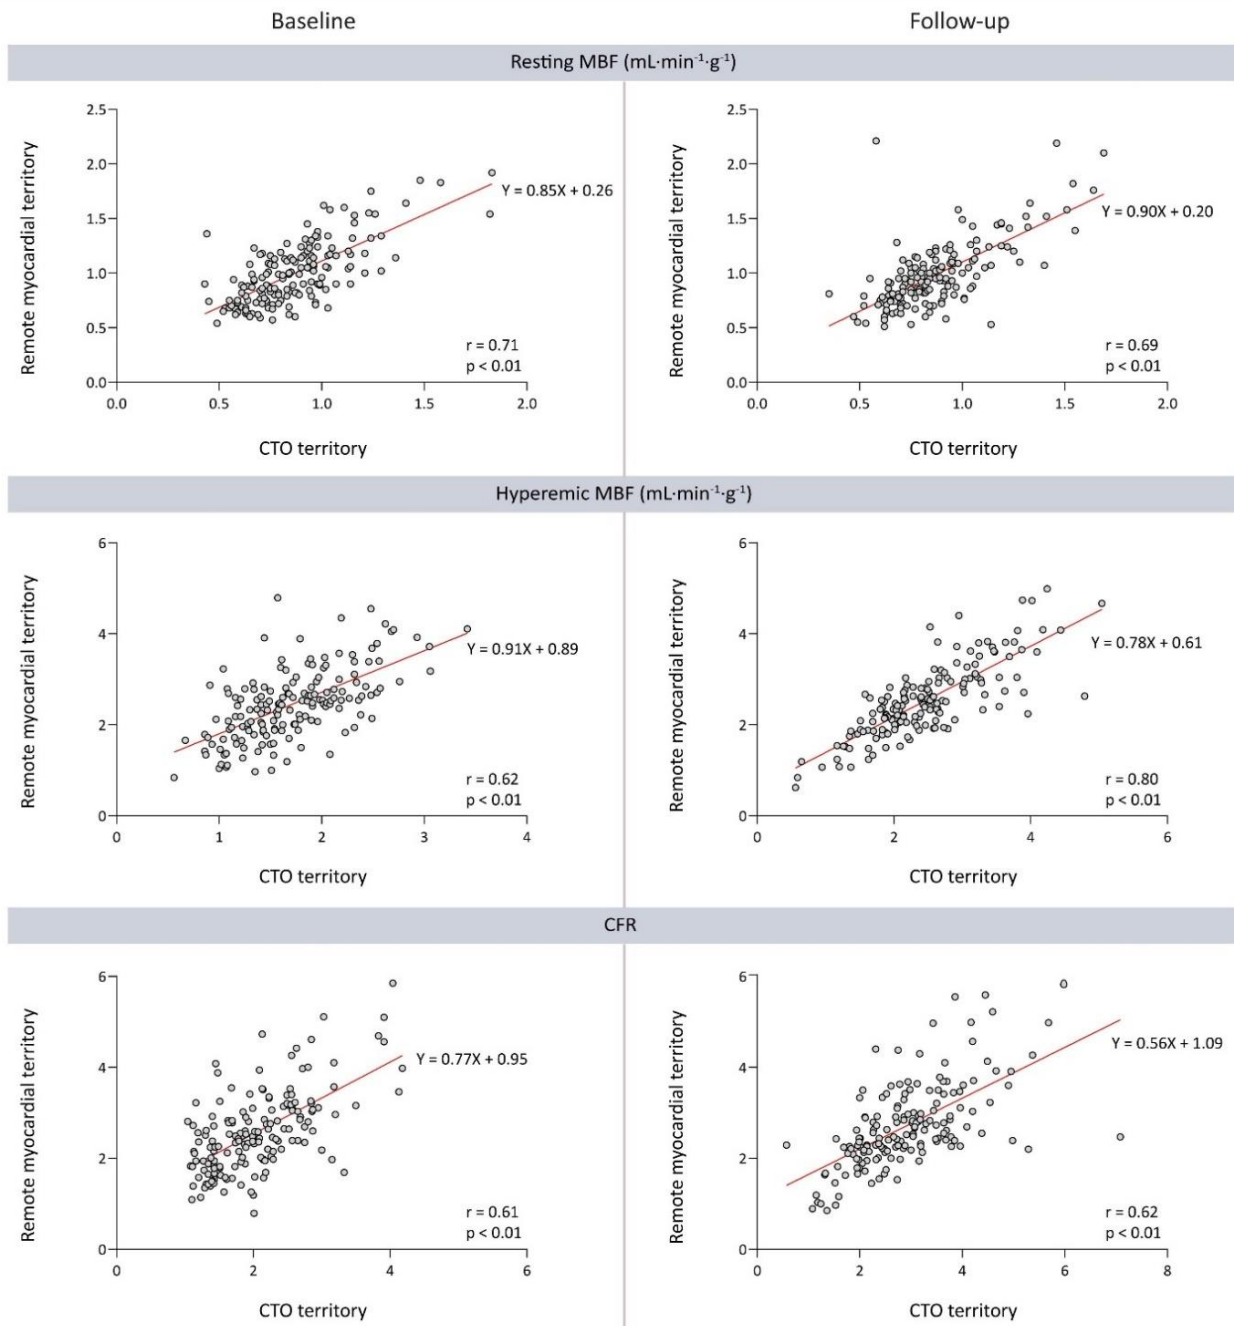 Baseline
Follow-up
Resting MBF (mL·min⁻¹·g⁻¹)
Remote myocardial territory
2.5
2.0
1.5
1.0
0.5
0.0
0.0
0.5
1.0
1.5
2.0
Y = 0.85X + 0.26
r = 0.71
p < 0.01
CTO territory
Remote myocardial territory
2.5
2.0
1.5
1.0
0.5
0.0
0.0
0.5
1.0
1.5
2.0
Y = 0.90X + 0.20
r = 0.69
p < 0.01
CTO territory
Hyperemic MBF (mL·min⁻¹·g⁻¹)
Remote myocardial territory
6
4
2
0
0
1
2
3
4
Y = 0.91X + 0.89
r = 0.62
p < 0.01
CTO territory
Remote myocardial territory
6
4
2
0
0
2
4
6
Y = 0.78X + 0.61
r = 0.80
p < 0.01
CTO territory
CFR
Remote myocardial territory
6
4
2
0
0
2
4
6
Y = 0.77X + 0.95
r = 0.61
p < 0.01
CTO territory
Remote myocardial territory
6
4
2
0
0
2
4
6
8
Y = 0.56X + 1.09
r = 0.62
p < 0.01
CTO territory